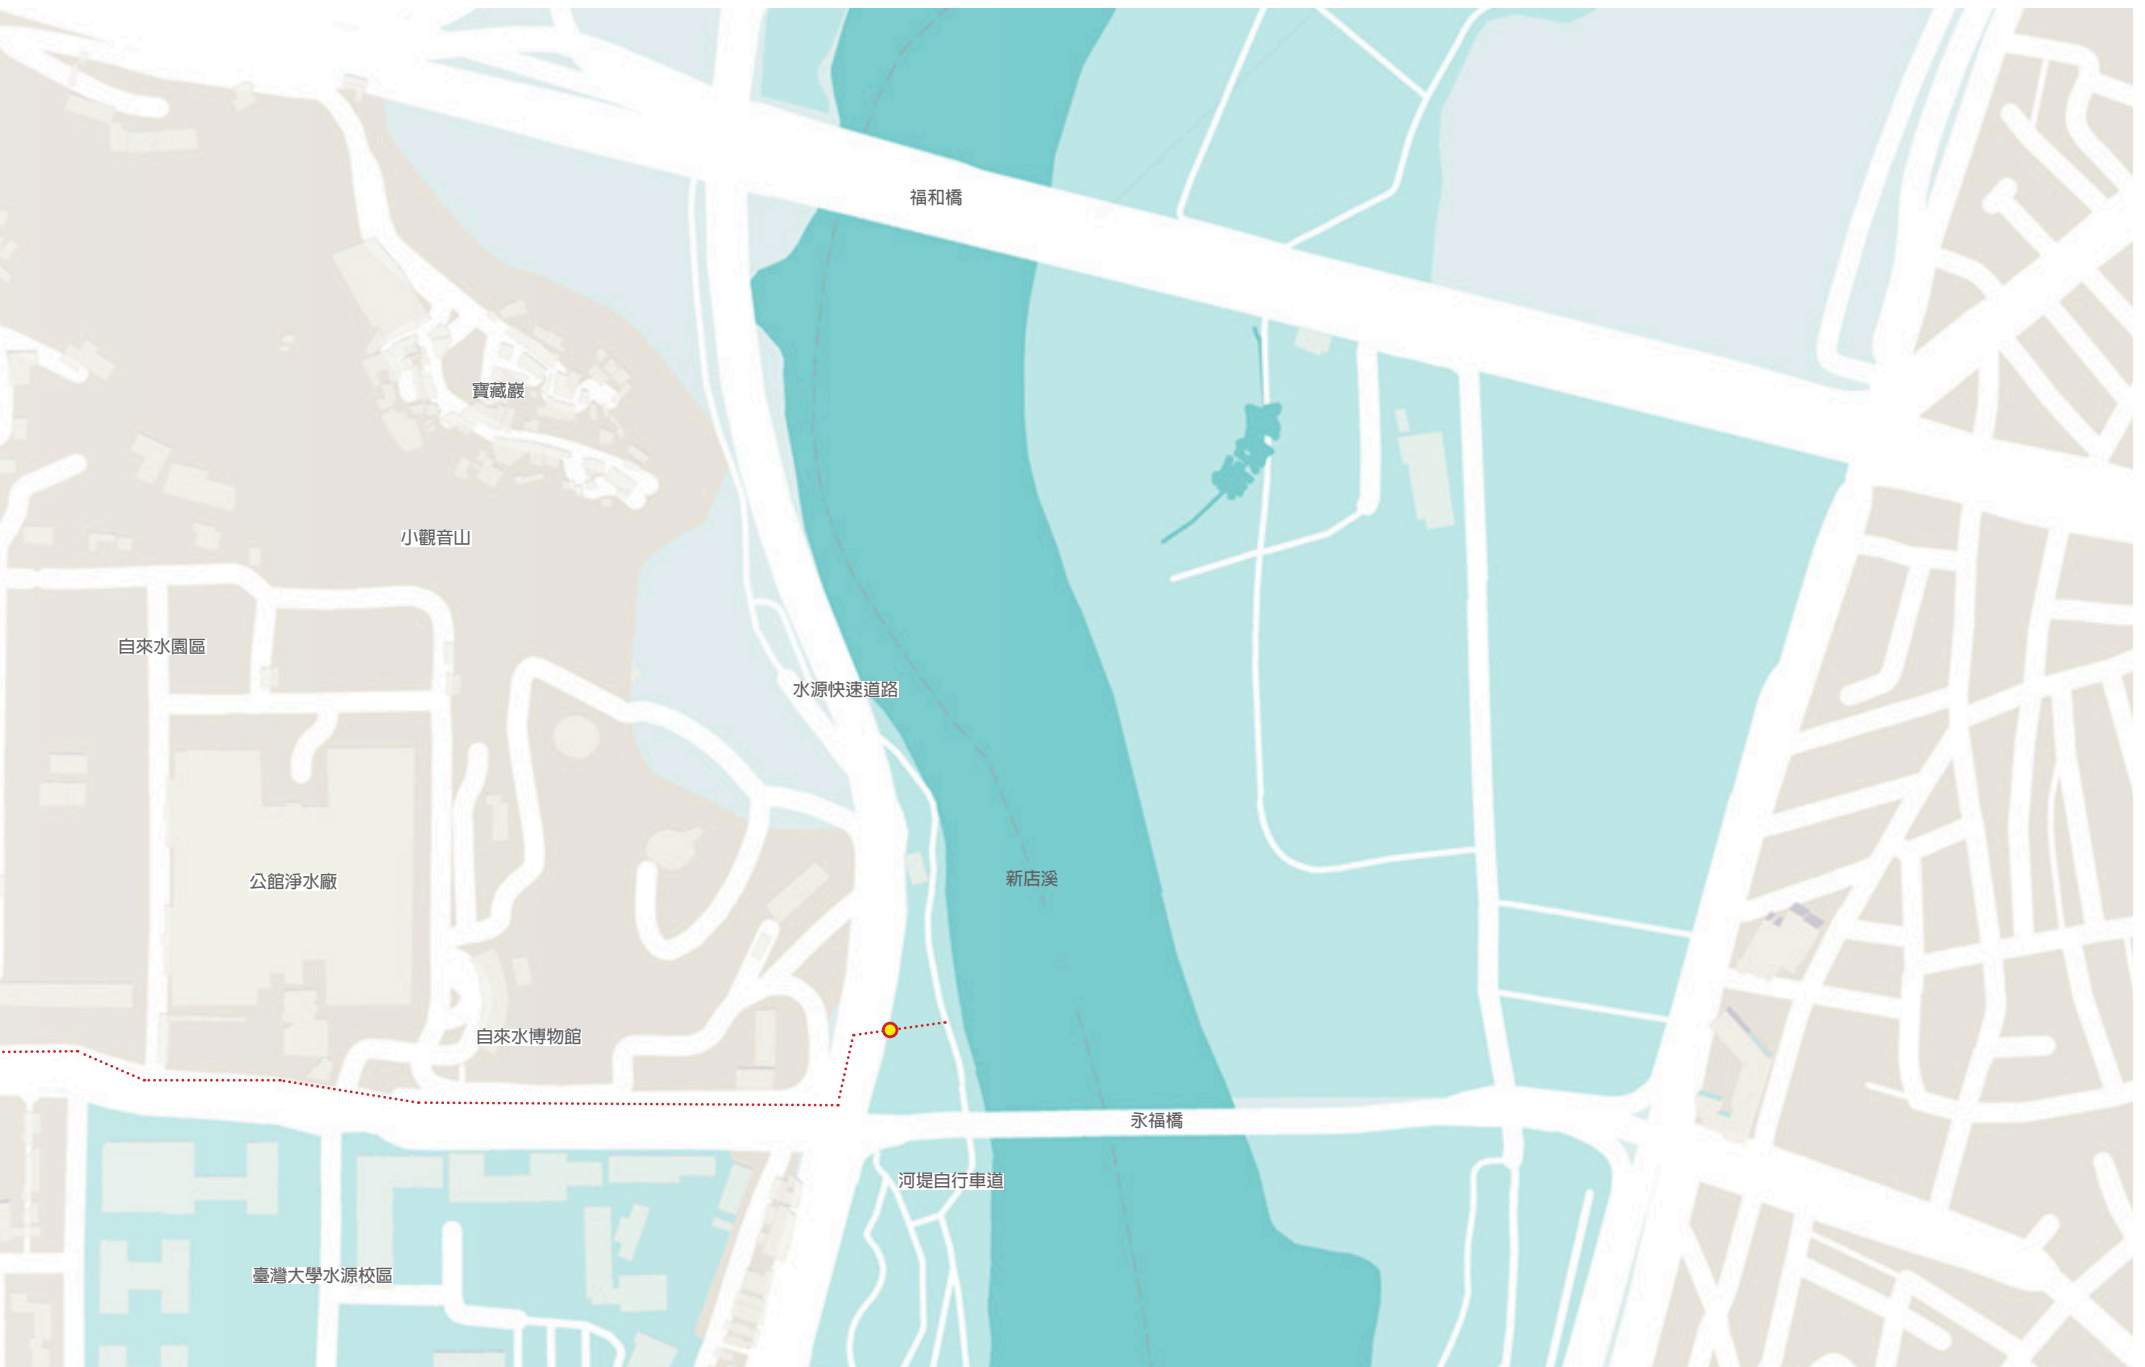 福和橋
寶藏巖
小觀音山
自來水園區
水源快速道路
新店溪
公館淨水廠
自來水博物館
永福橋
河堤自行車道
臺灣大學水源校區